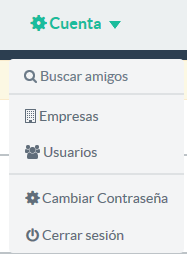 Cuenta
Buscar amigos
Empresas
Usuarios
Cambiar Contraseña
Cerrar sesión